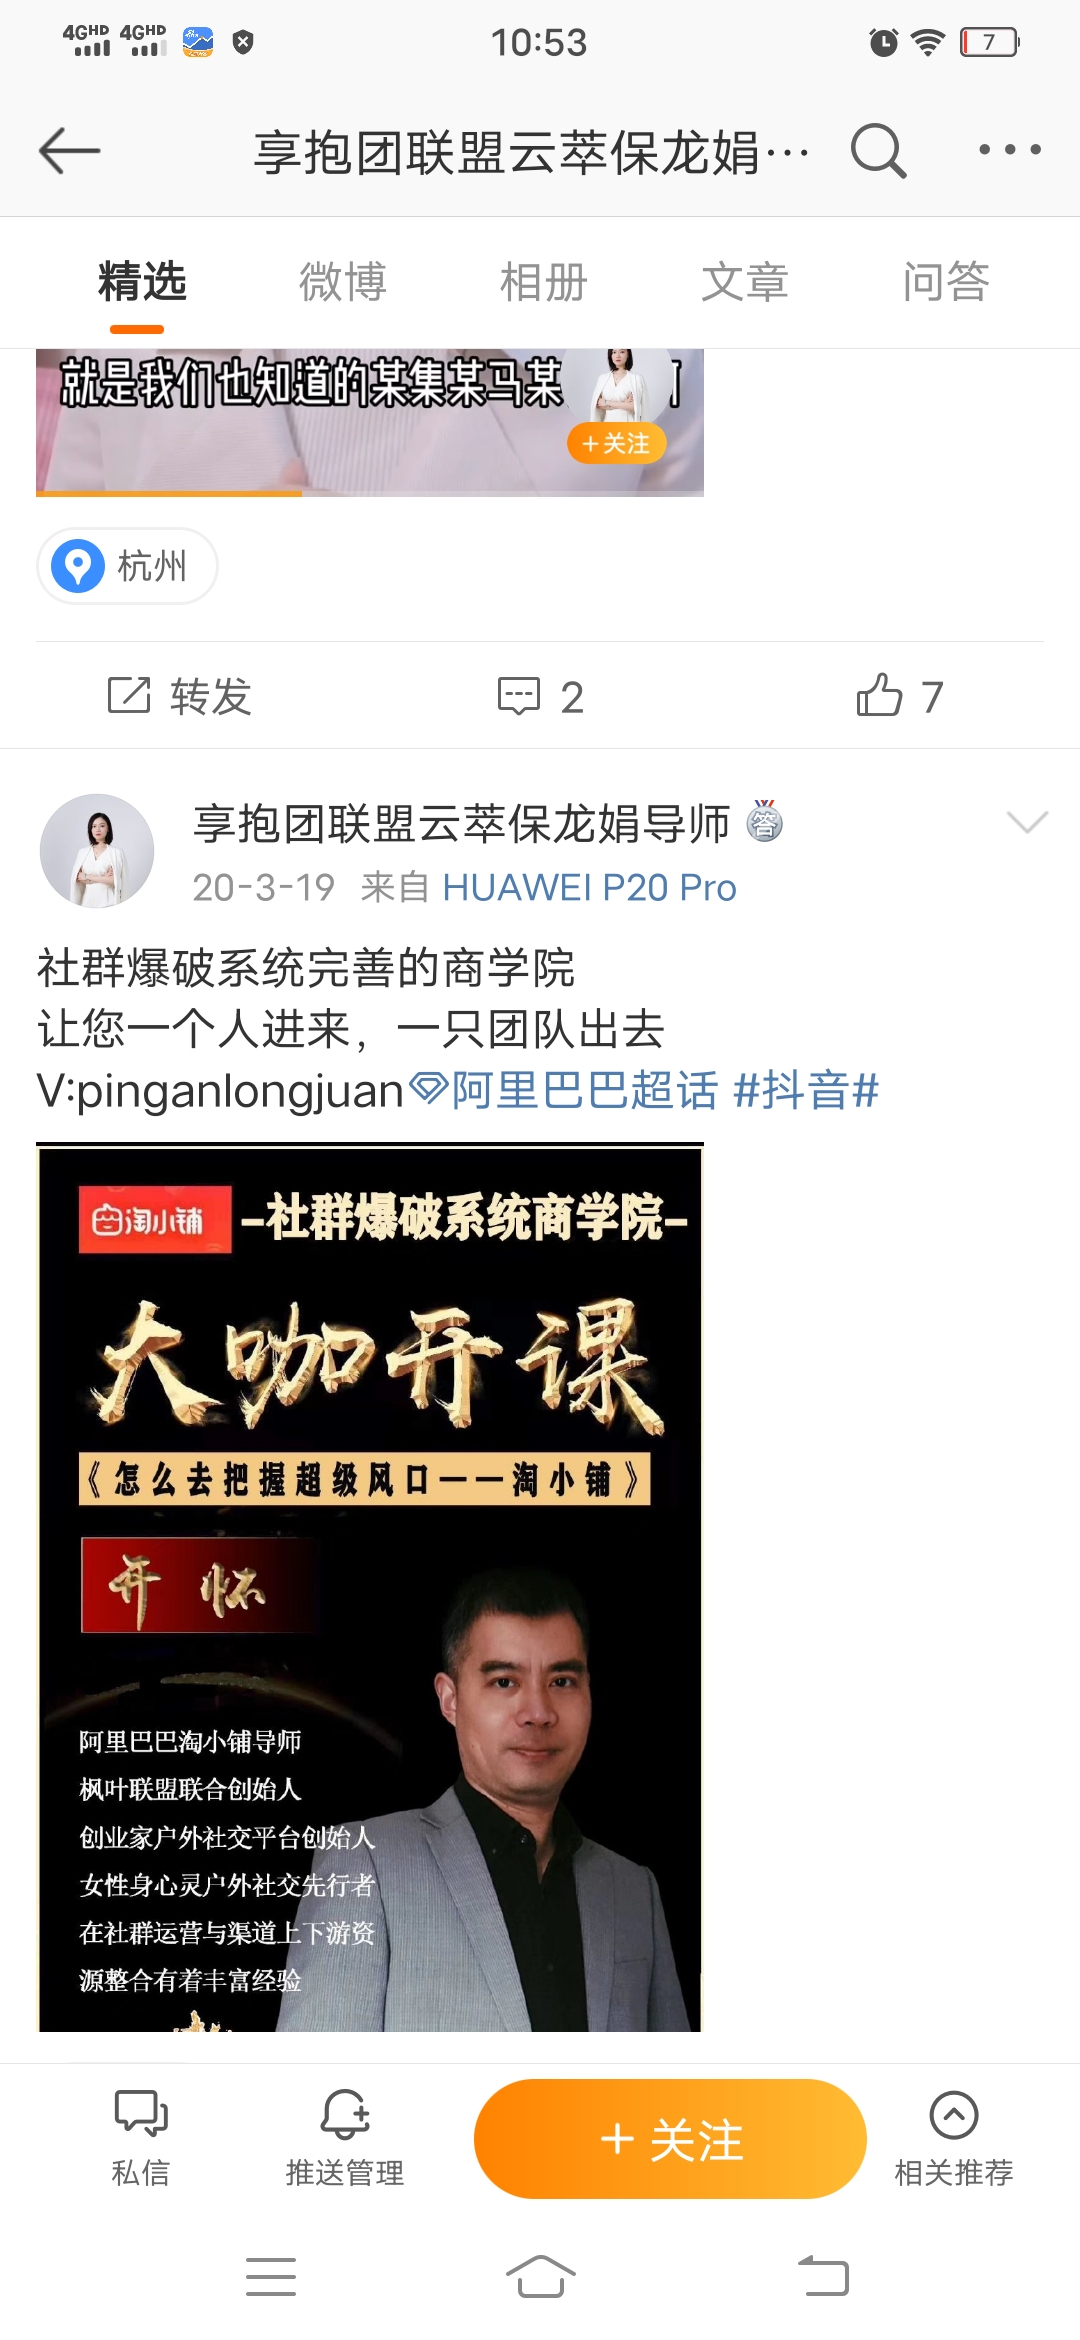 4GHD 4GHD 10:53 7
享抱团联盟云萃保龙娟…
精选 微博 相册 文章 问答
就是我们也知道的某集某马某
+关注
杭州
转发 2 7
享抱团联盟云萃保龙娟导师 答
20-3-19 来自 HUAWEI P20 Pro
社群爆破系统完善的商学院
让您一个人进来，一只团队出去
V:pinganlongjuan阿里巴巴超话 #抖音#
淘小铺 –社群爆破系统商学院–
大咖开课
《怎么去把握超级风口一一淘小铺》
开怀
阿里巴巴淘小铺导师
枫叶联盟联合创始人
创业家户外社交平台创始人
女性身心灵户外社交先行者
在社群运营与渠道上下游资
源整合有着丰富经验
私信 推送管理 +关注 相关推荐